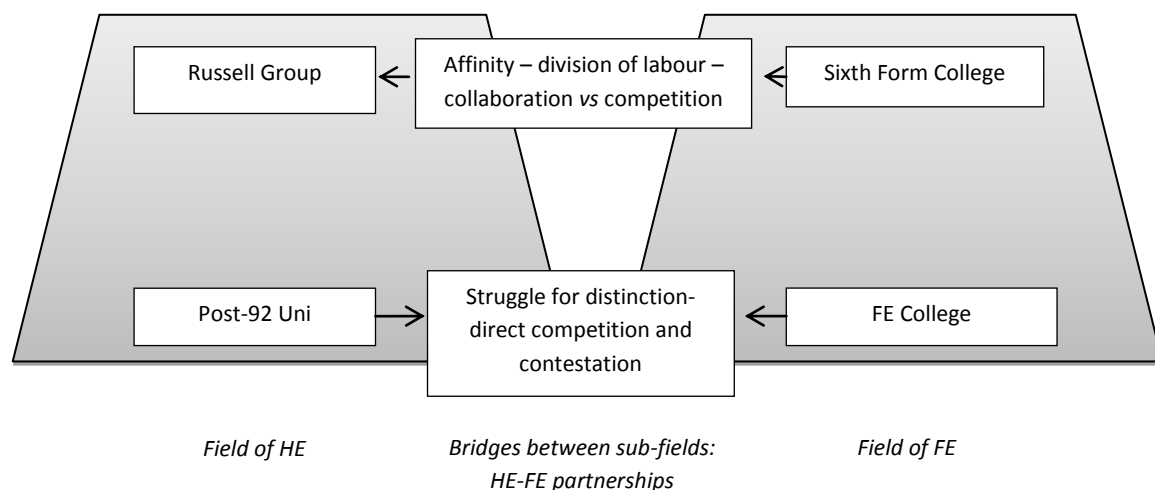 Russell Group
Affinity – division of labour –
collaboration vs competition
Sixth Form College
Post-92 Uni
Struggle for distinction-
direct competition and
contestation
FE College
Field of HE
Bridges between sub-fields:
HE-FE partnerships
Field of FE